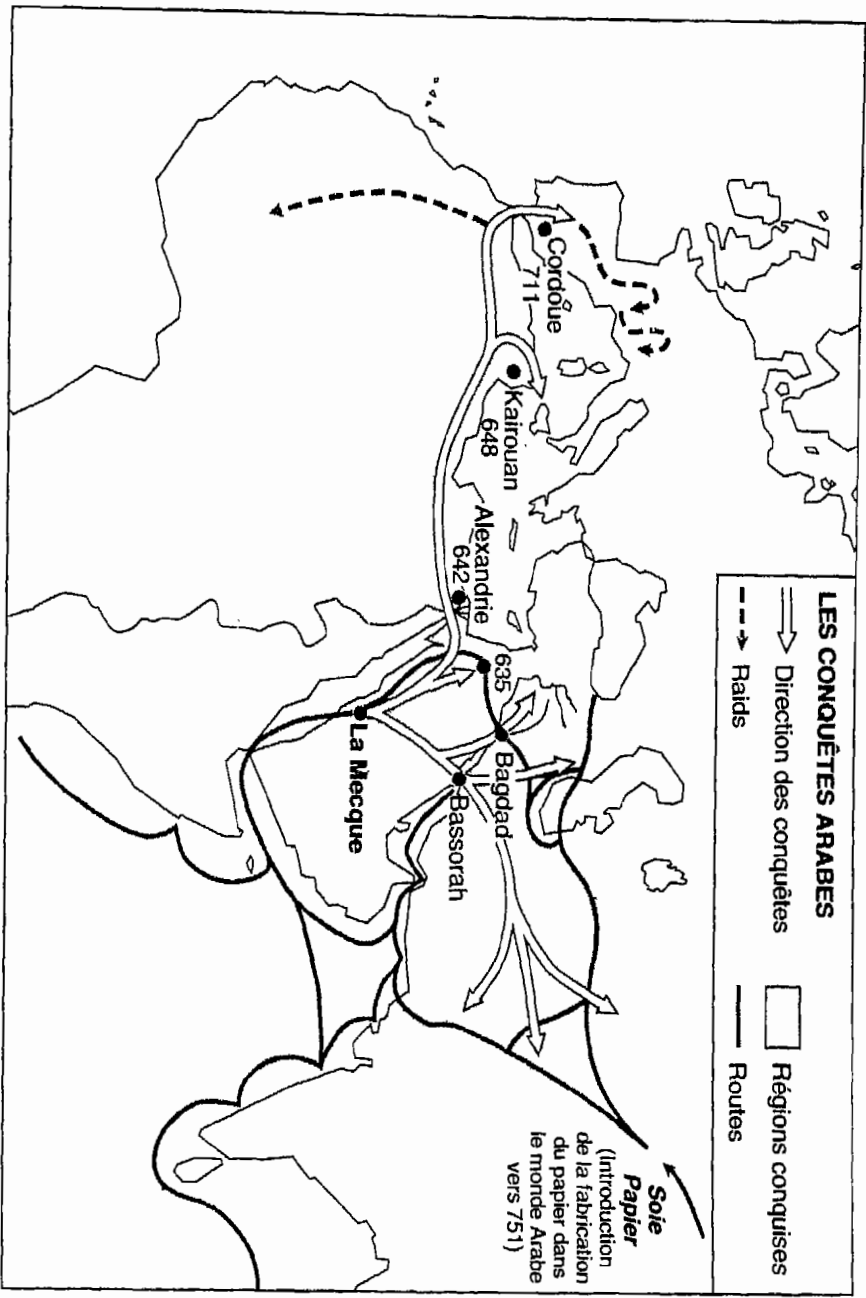 LES CONQUÊTES ARABES
Direction des conquêtes
Régions conquises
Raids
Routes
Cordoue
711
Kairouan
648
Alexandrie
642
635
Bagdad
Bassorah
La Mecque
Soie
Papier
(Introduction
de la fabrication
du papier dans
le monde Arabe
vers 751)